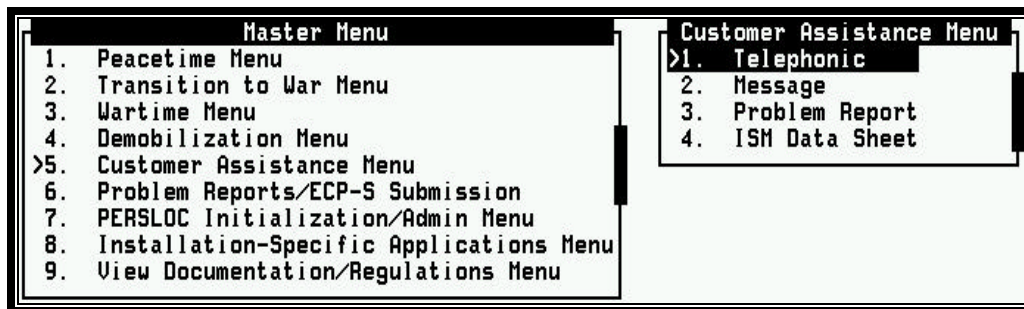 Master Menu
1. Peacetime Menu
2. Transition to War Menu
3. Wartime Menu
4. Demobilization Menu
>5. Customer Assistance Menu
6. Problem Reports/ECP-S Submission
7. PERSLOC Initialization/Admin Menu
8. Installation-Specific Applications Menu
9. View Documentation/Regulations Menu
Customer Assistance Menu
>1. Telephonic
2. Message
3. Problem Report
4. ISM Data Sheet